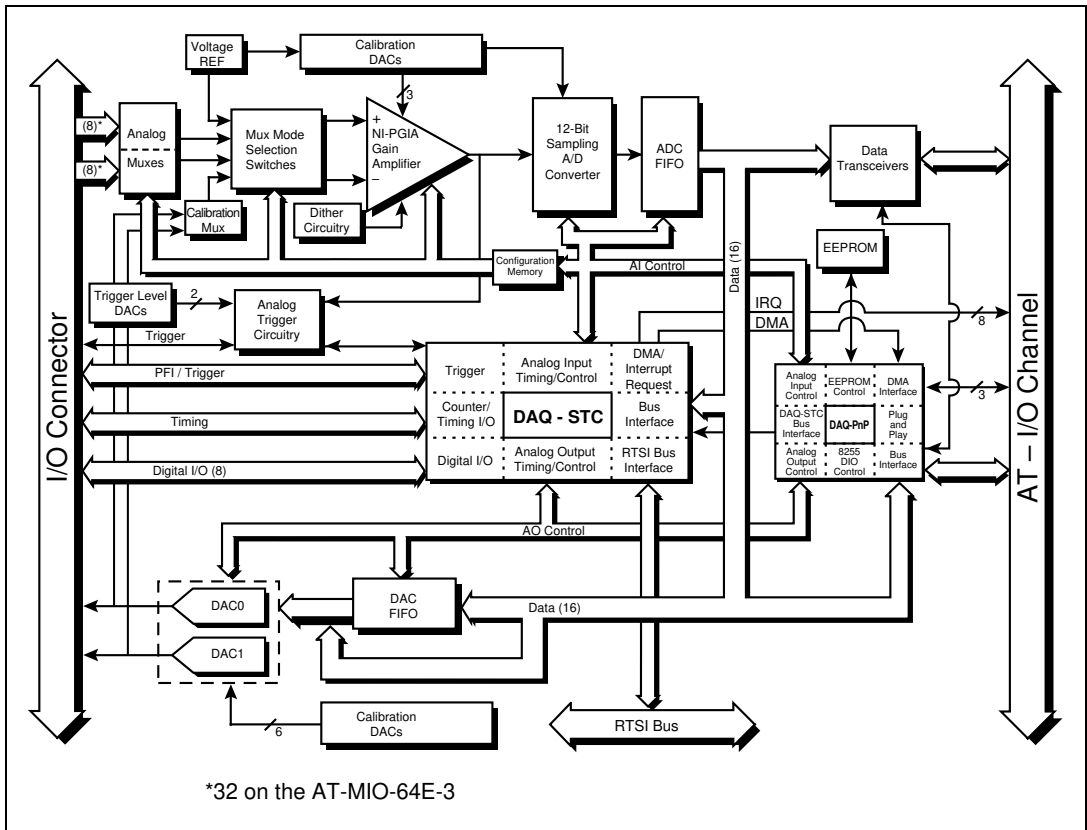 Voltage
REF
Calibration
DACs
3
(8)*
(8)*
Analog
Muxes
Mux Mode
Selection
Switches
+
NI-PGIA
Gain
Amplifier
–
12-Bit
Sampling
A/D
Converter
ADC
FIFO
Data
Transceivers
Calibration
Mux
Dither
Circuitry
Configuration
Memory
AI Control
Data (16)
EEPROM
Trigger Level
DACs
2
Analog
Trigger
Circuitry
Trigger
IRQ
DMA
8
3
PFI / Trigger
Timing
Digital I/O (8)
Trigger
Analog Input
Timing/Control
DMA/
Interrupt
Request
Counter/
Timing I/O
DAQ - STC
Bus
Interface
Digital I/O
Analog Output
Timing/Control
RTSI Bus
Interface
Analog
Input
Control
EEPROM
Control
DMA
Interface
DAQ-STC
Bus
Interface
DAQ-PnP
Plug
and
Play
Analog
Output
Control
8255
DIO
Control
Bus
Interface
I/O Connector
AT – I/O Channel
AO Control
DAC0
DAC1
DAC
FIFO
Data (16)
6
Calibration
DACs
RTSI Bus
*32 on the AT-MIO-64E-3